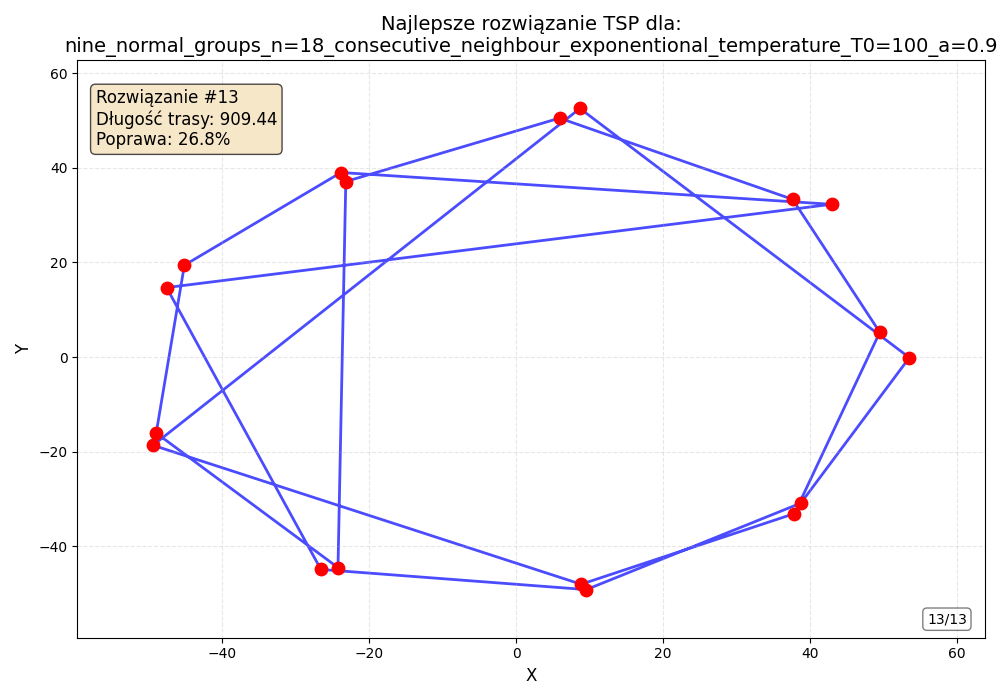 Najlepsze rozwiązanie TSP dla:
nine_normal_groups_n=18_consecutive_neighbour_exponential_temperature_T0=100_a=0.9
Rozwiązanie #13
Długość trasy: 909.44
Poprawa: 26.8%
60
40
20
0
−20
−40
Y
13/13
−40
−20
0
20
40
60
X